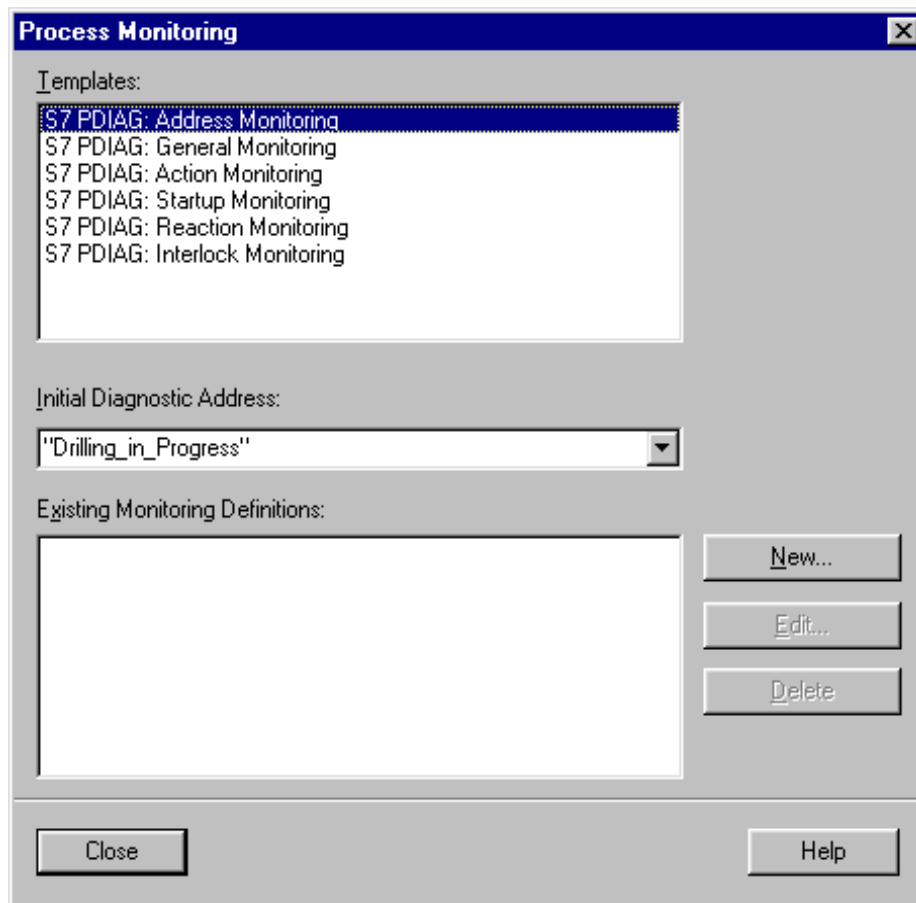 Process Monitoring
Templates:
S7 PDIAG: Address Monitoring
S7 PDIAG: General Monitoring
S7 PDIAG: Action Monitoring
S7 PDIAG: Startup Monitoring
S7 PDIAG: Reaction Monitoring
S7 PDIAG: Interlock Monitoring
Initial Diagnostic Address:
"Drilling_in_Progress"
Existing Monitoring Definitions:
New...
Edit...
Delete
Close
Help